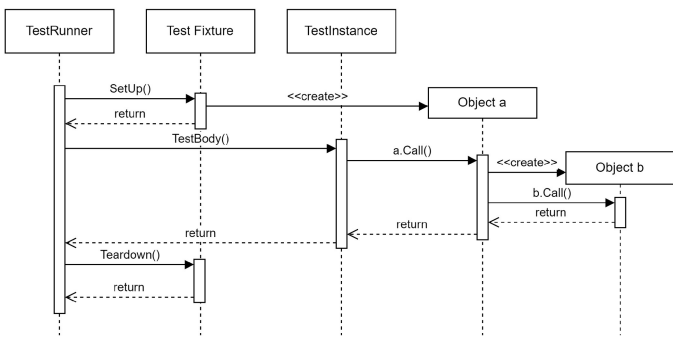 TestRunner
Test Fixture
TestInstance
SetUp()
<<create>>
Object a
return
TestBody()
a.Call()
<<create>>
Object b
b.Call()
return
return
return
Teardown()
return